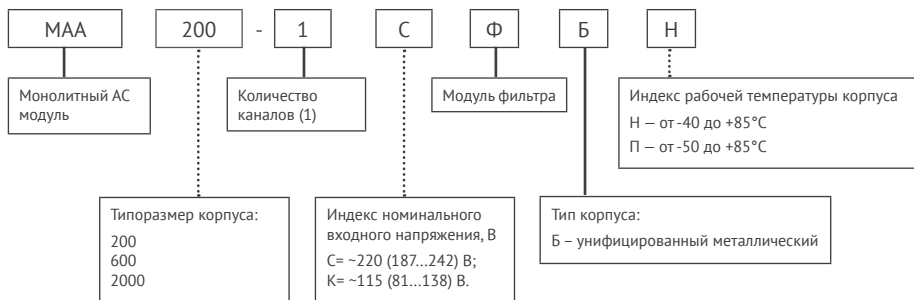 МАА 200 - 1 С Ф Б Н
Монолитный АС
модуль
Количество
каналов (1)
Модуль фильтра
Индекс рабочей температуры корпуса
Н — от -40 до +85°C
П — от -50 до +85°C
Типоразмер корпуса:
200
600
2000
Индекс номинального
входного напряжения, В
С= ~220 (187...242) В;
К= ~115 (81...138) В.
Тип корпуса:
Б – унифицированный металлический